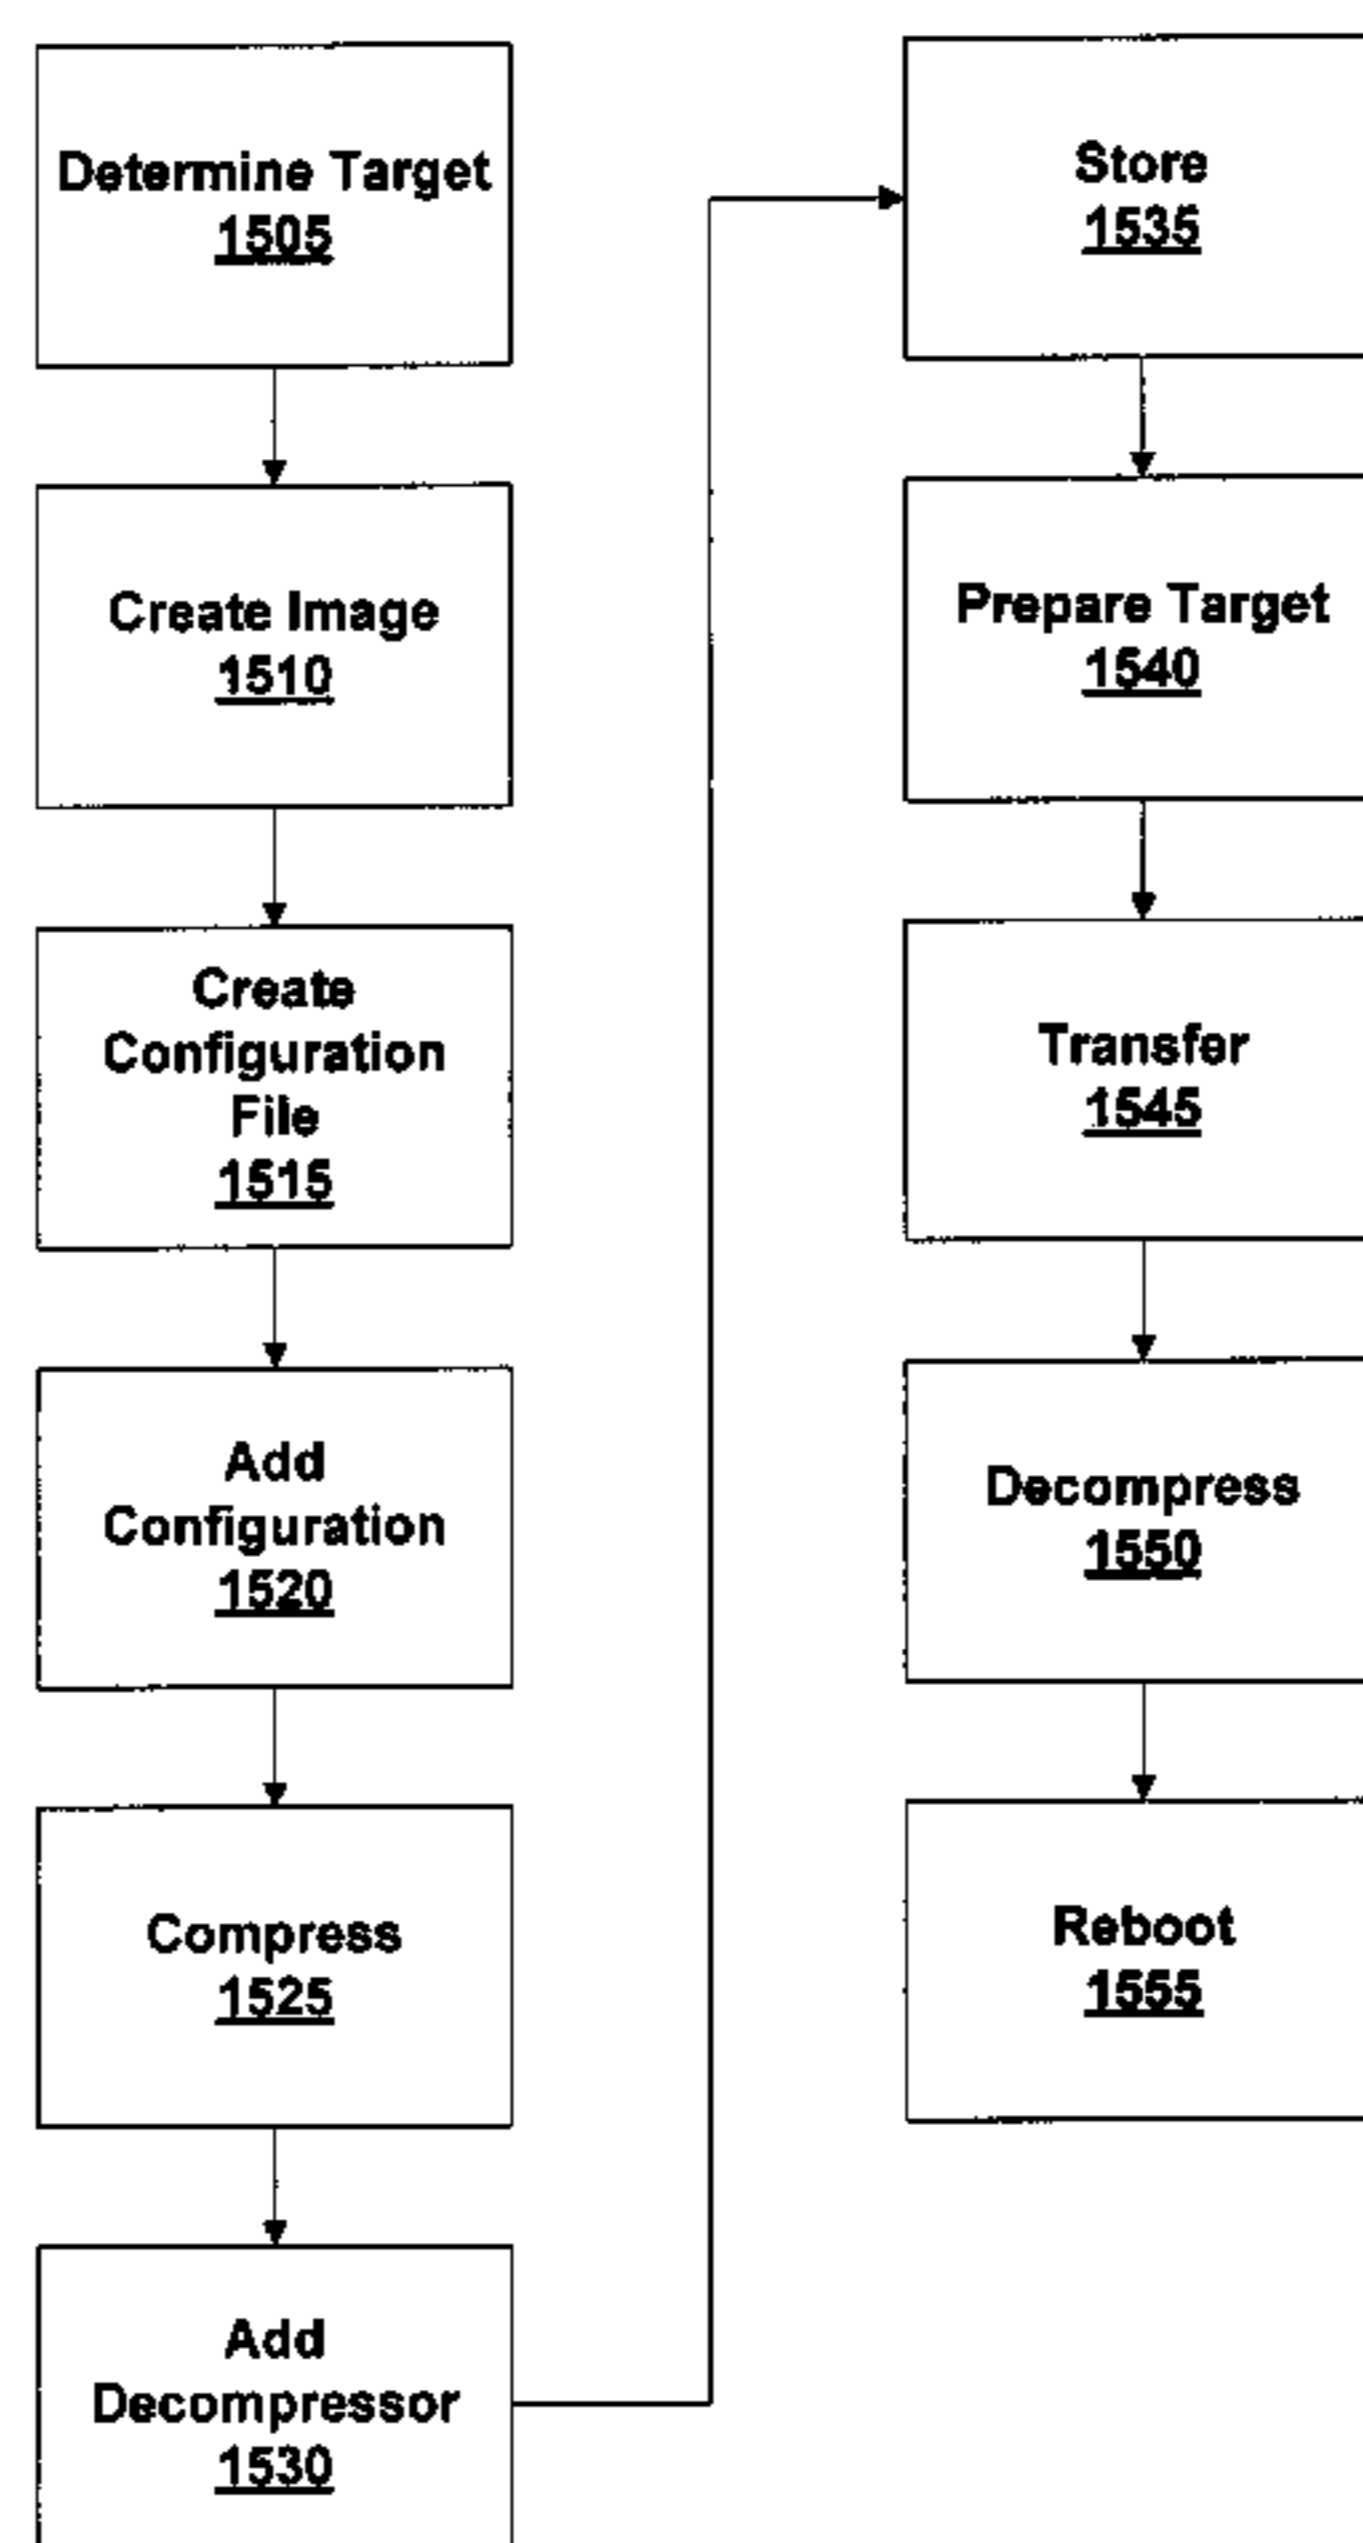 Determine Target
1505
Create Image
1510
Create
Configuration
File
1515
Add
Configuration
1520
Compress
1525
Add
Decompressor
1530
Store
1535
Prepare Target
1540
Transfer
1545
Decompress
1550
Reboot
1555